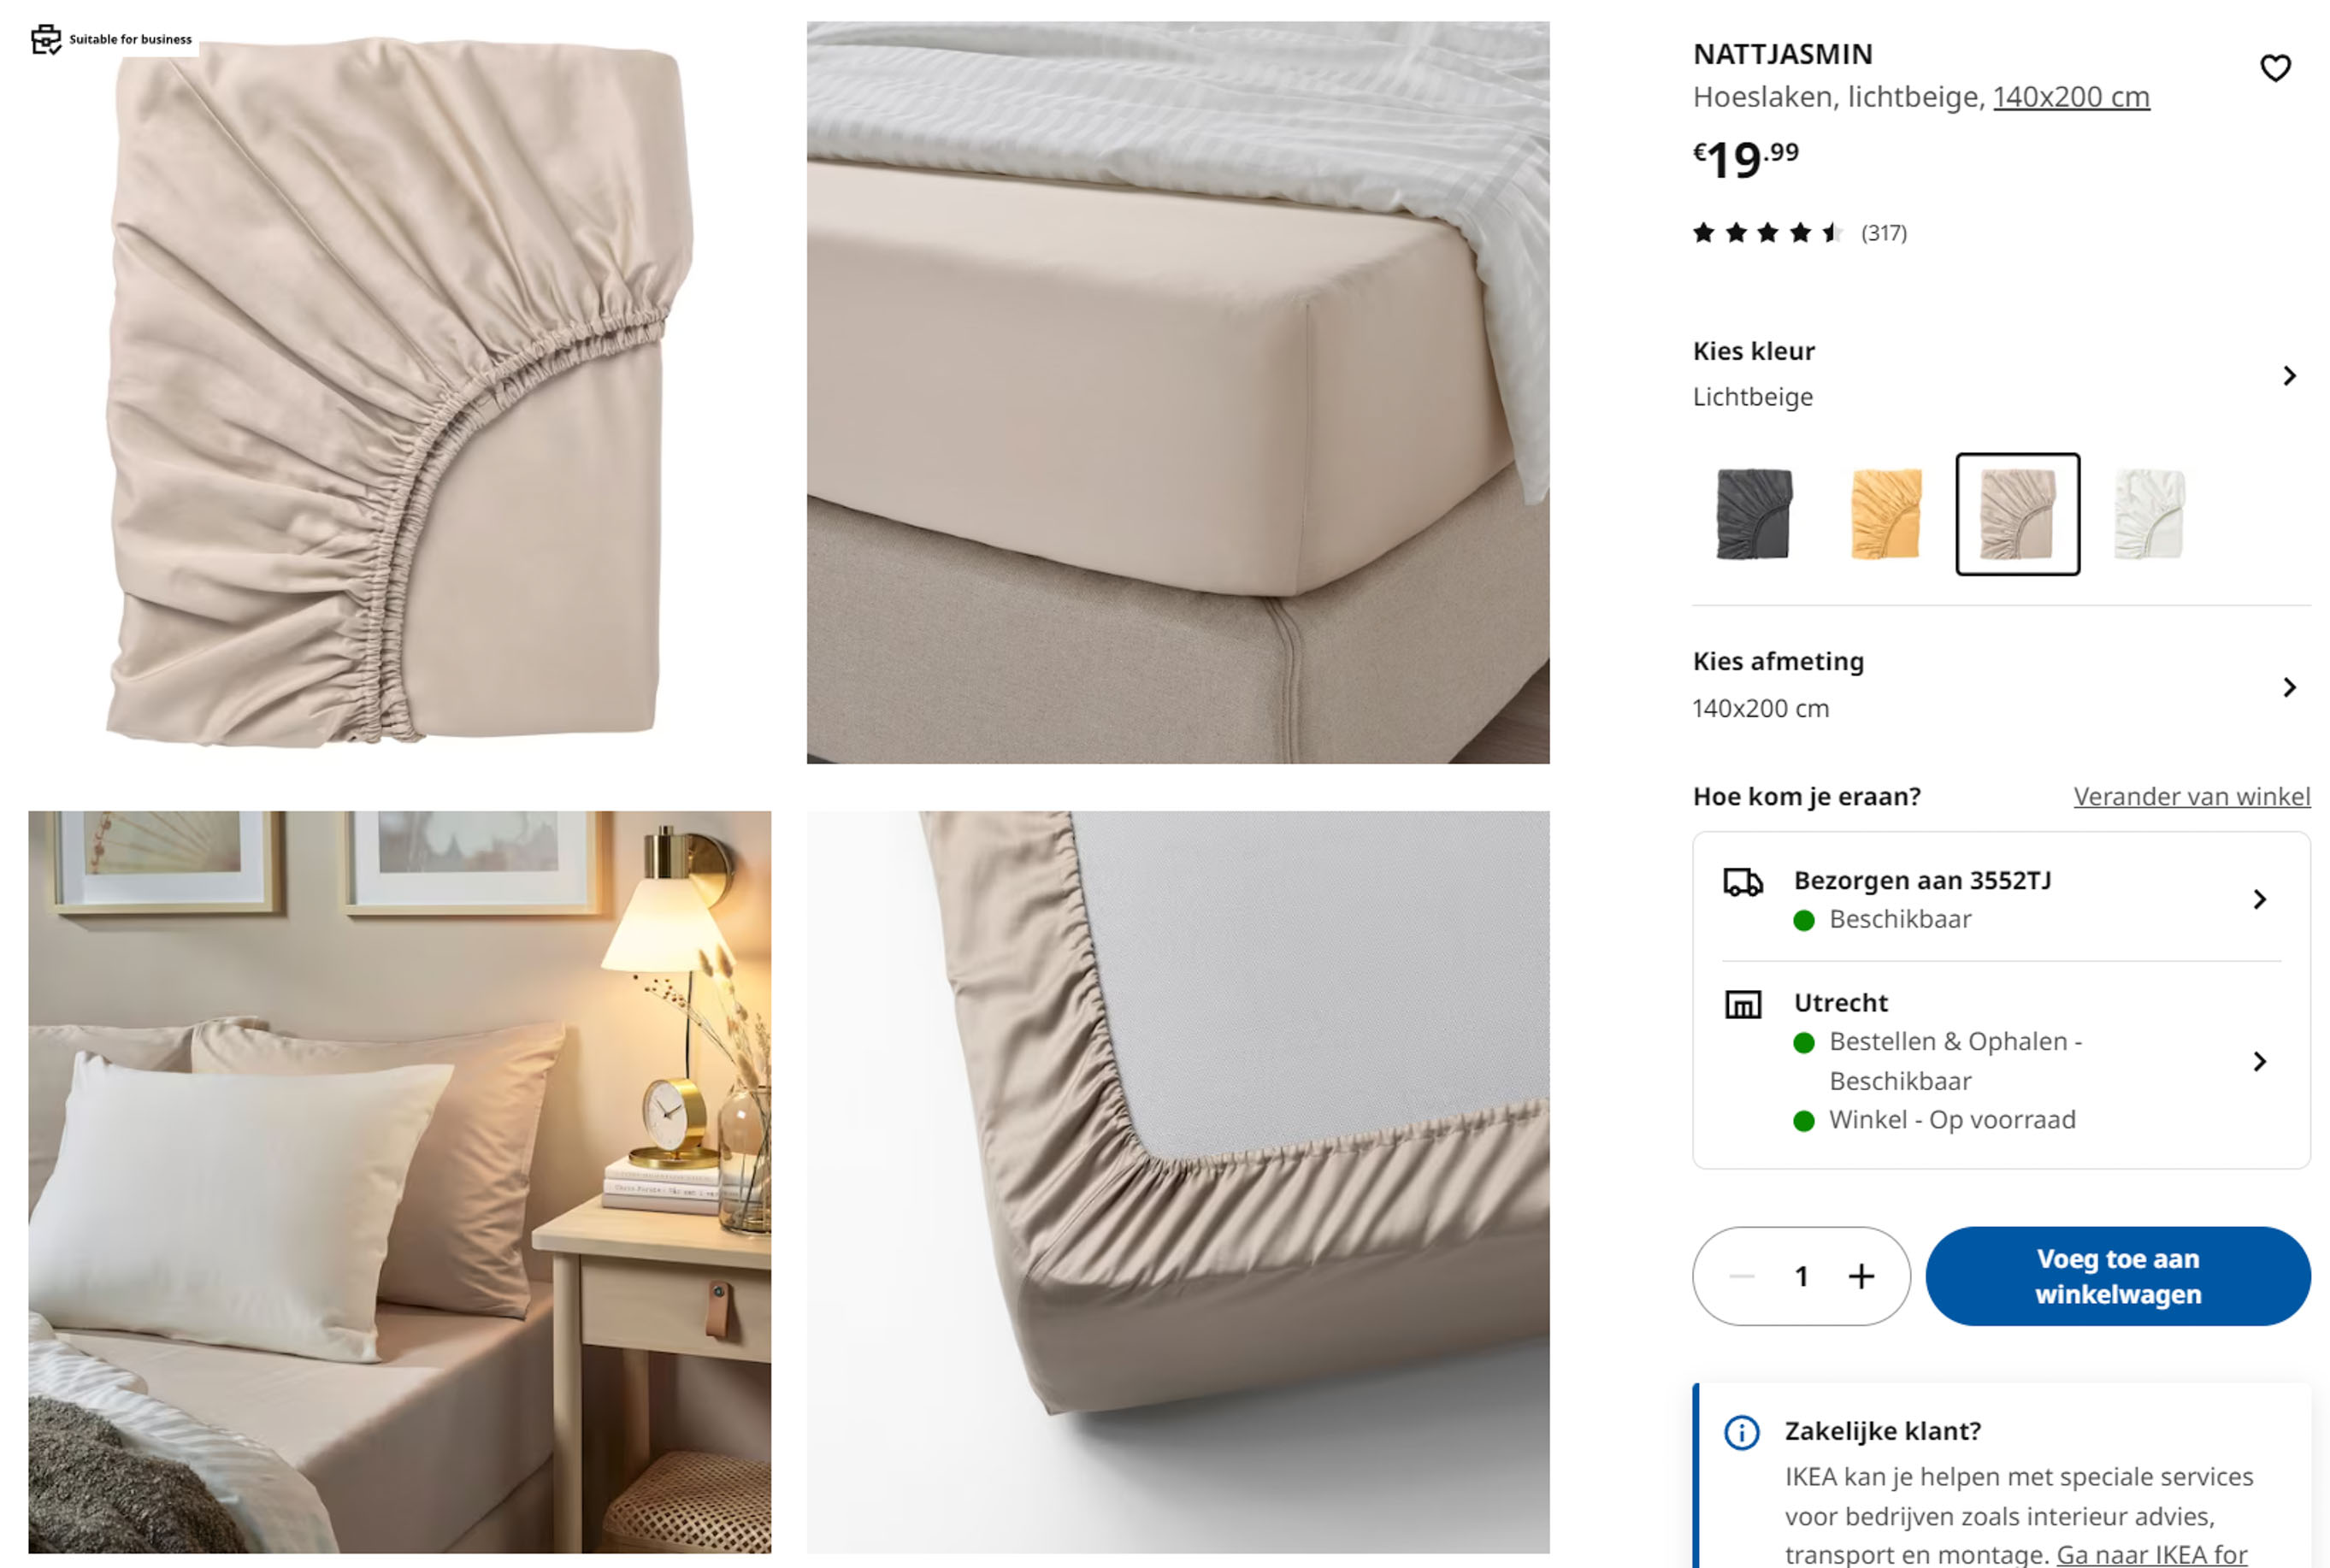 Suitable for business
NATTJASMIN
Hoeslaken, lichtbeige, 140x200 cm
€19.99
(317)
Kies kleur
Lichtbeige
Kies afmeting
140x200 cm
Hoe kom je eraan?
Verander van winkel
Bezorgen aan 3552TJ
Beschikbaar
Utrecht
Bestellen & Ophalen -
Beschikbaar
Winkel - Op voorraad
1
Voeg toe aan
winkelwagen
Zakelijke klant?
IKEA kan je helpen met speciale services
voor bedrijven zoals interieur advies,
transport en montage. Ga naar IKEA for